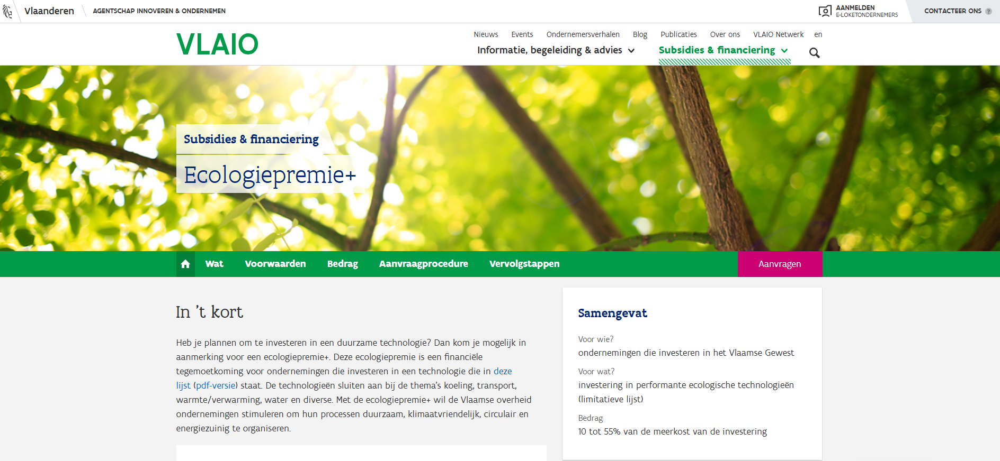 Vlaanderen
AGENTSCHAP INNOVEREN & ONDERNEMEN
AANMELDEN
E-LOKETONDERNEMERS
CONTACTEER ONS ?
VLAIO
Nieuws Events Ondernemersverhalen Blog Publicaties Over ons VLAIO Netwerk en
Informatie, begeleiding & advies Subsidies & financiering
Subsidies & financiering
Ecologiepremie+
Wat Voorwaarden Bedrag Aanvraagprocedure Vervolgstappen Aanvragen
In 't kort
Heb je plannen om te investeren in een duurzame technologie? Dan kom je mogelijk in
aanmerking voor een ecologiepremie+. Deze ecologiepremie is een financiële
tegemoetkoming voor ondernemingen die investeren in een technologie die in deze
lijst (pdf-versie) staat. De technologieën sluiten aan bij de thema's koeling, transport,
warmte/verwarming, water en diverse. Met de ecologiepremie+ wil de Vlaamse overheid
ondernemingen stimuleren om hun processen duurzaam, klimaatvriendelijk, circulair en
energiezuinig te organiseren.
Samengevat
Voor wie?
ondernemingen die investeren in het Vlaamse Gewest
Voor wat?
investering in performante ecologische technologieën
(limitatieve lijst)
Bedrag
10 tot 55% van de meerkost van de investering